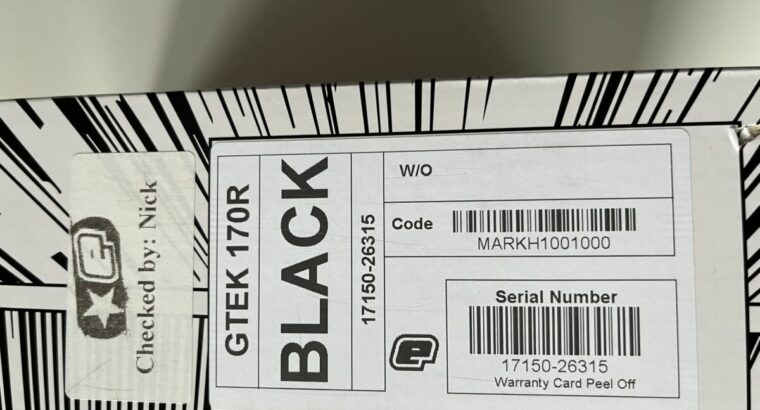 Checked by: Nick
GTEK 170R
BLACK
17150-26315
W/O
Code
MARKH1001000
e
Serial Number
17150-26315
Warranty Card Peel Off